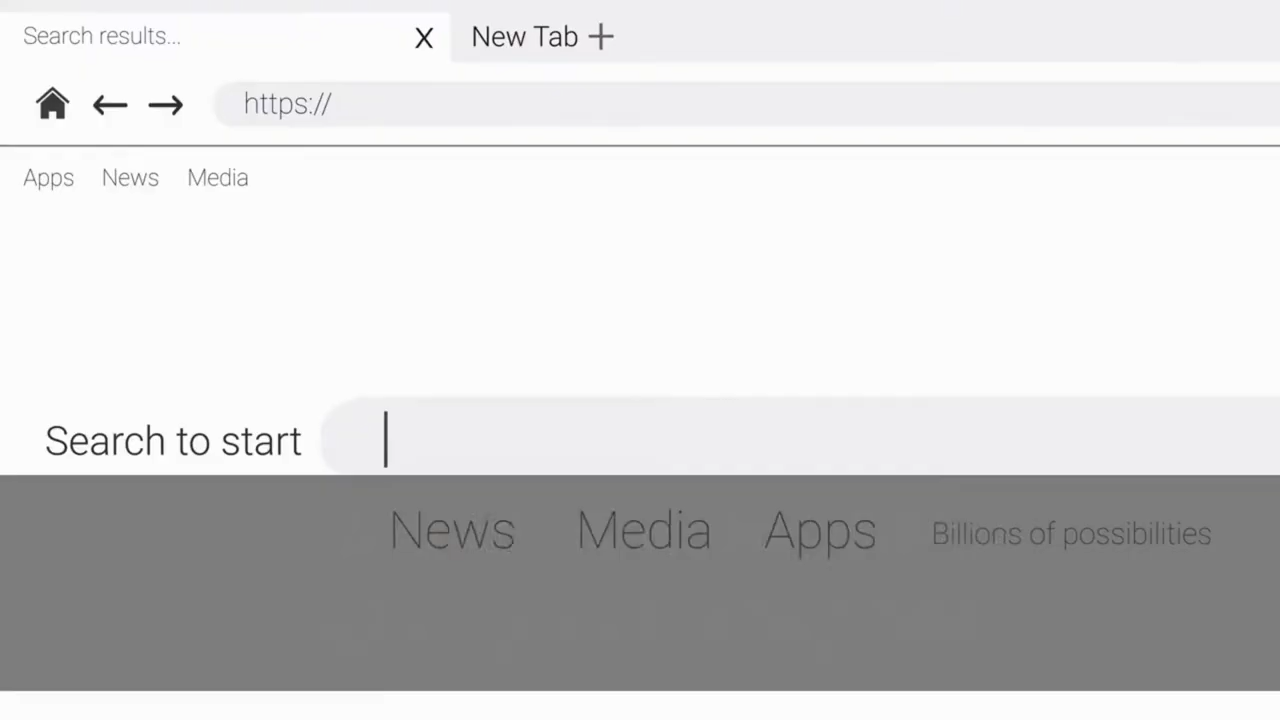 Search results... X New Tab +
https://
Apps News Media
Search to start
News Media Apps Billions of possibilities